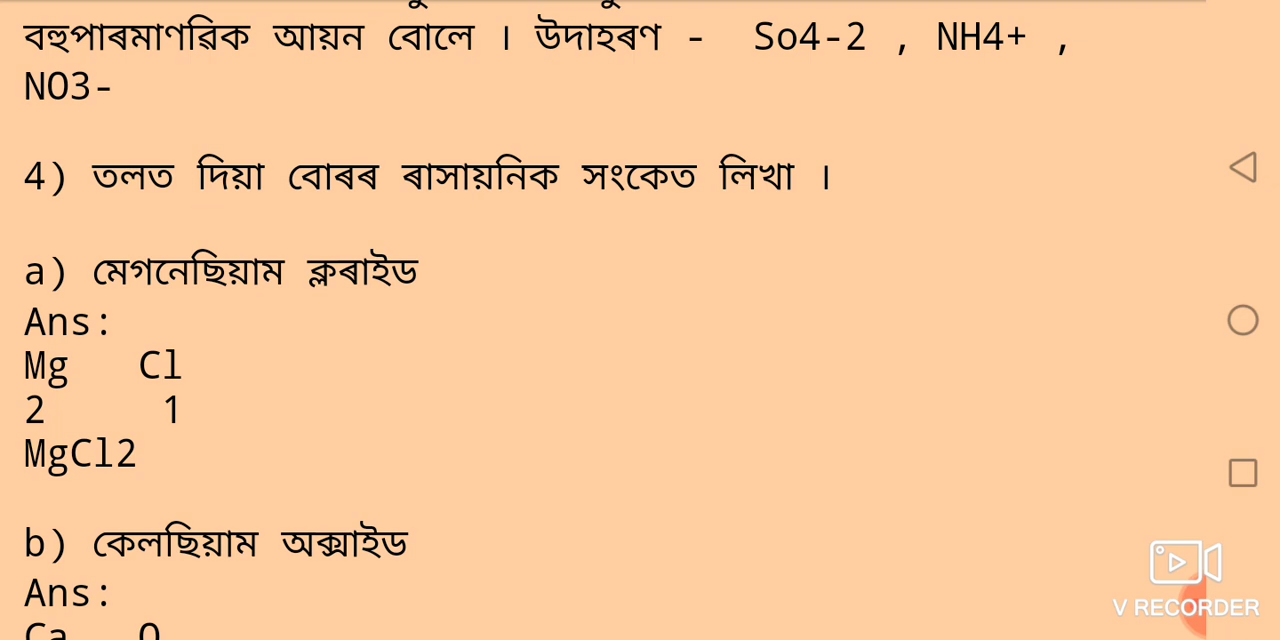 বহুপাৰমাণৱিক আয়ন বোলে । উদাহৰণ - So4-2 , NH4+ ,
NO3-
4) তলত দিয়া বোৰৰ ৰাসায়নিক সংকেত লিখা ।
a) মেগনেছিয়াম ক্লৰাইড
Ans:
Mg Cl
2 1
MgCl2
b) কেলছিয়াম অক্সাইড
Ans:
Ca O
V RECORDER